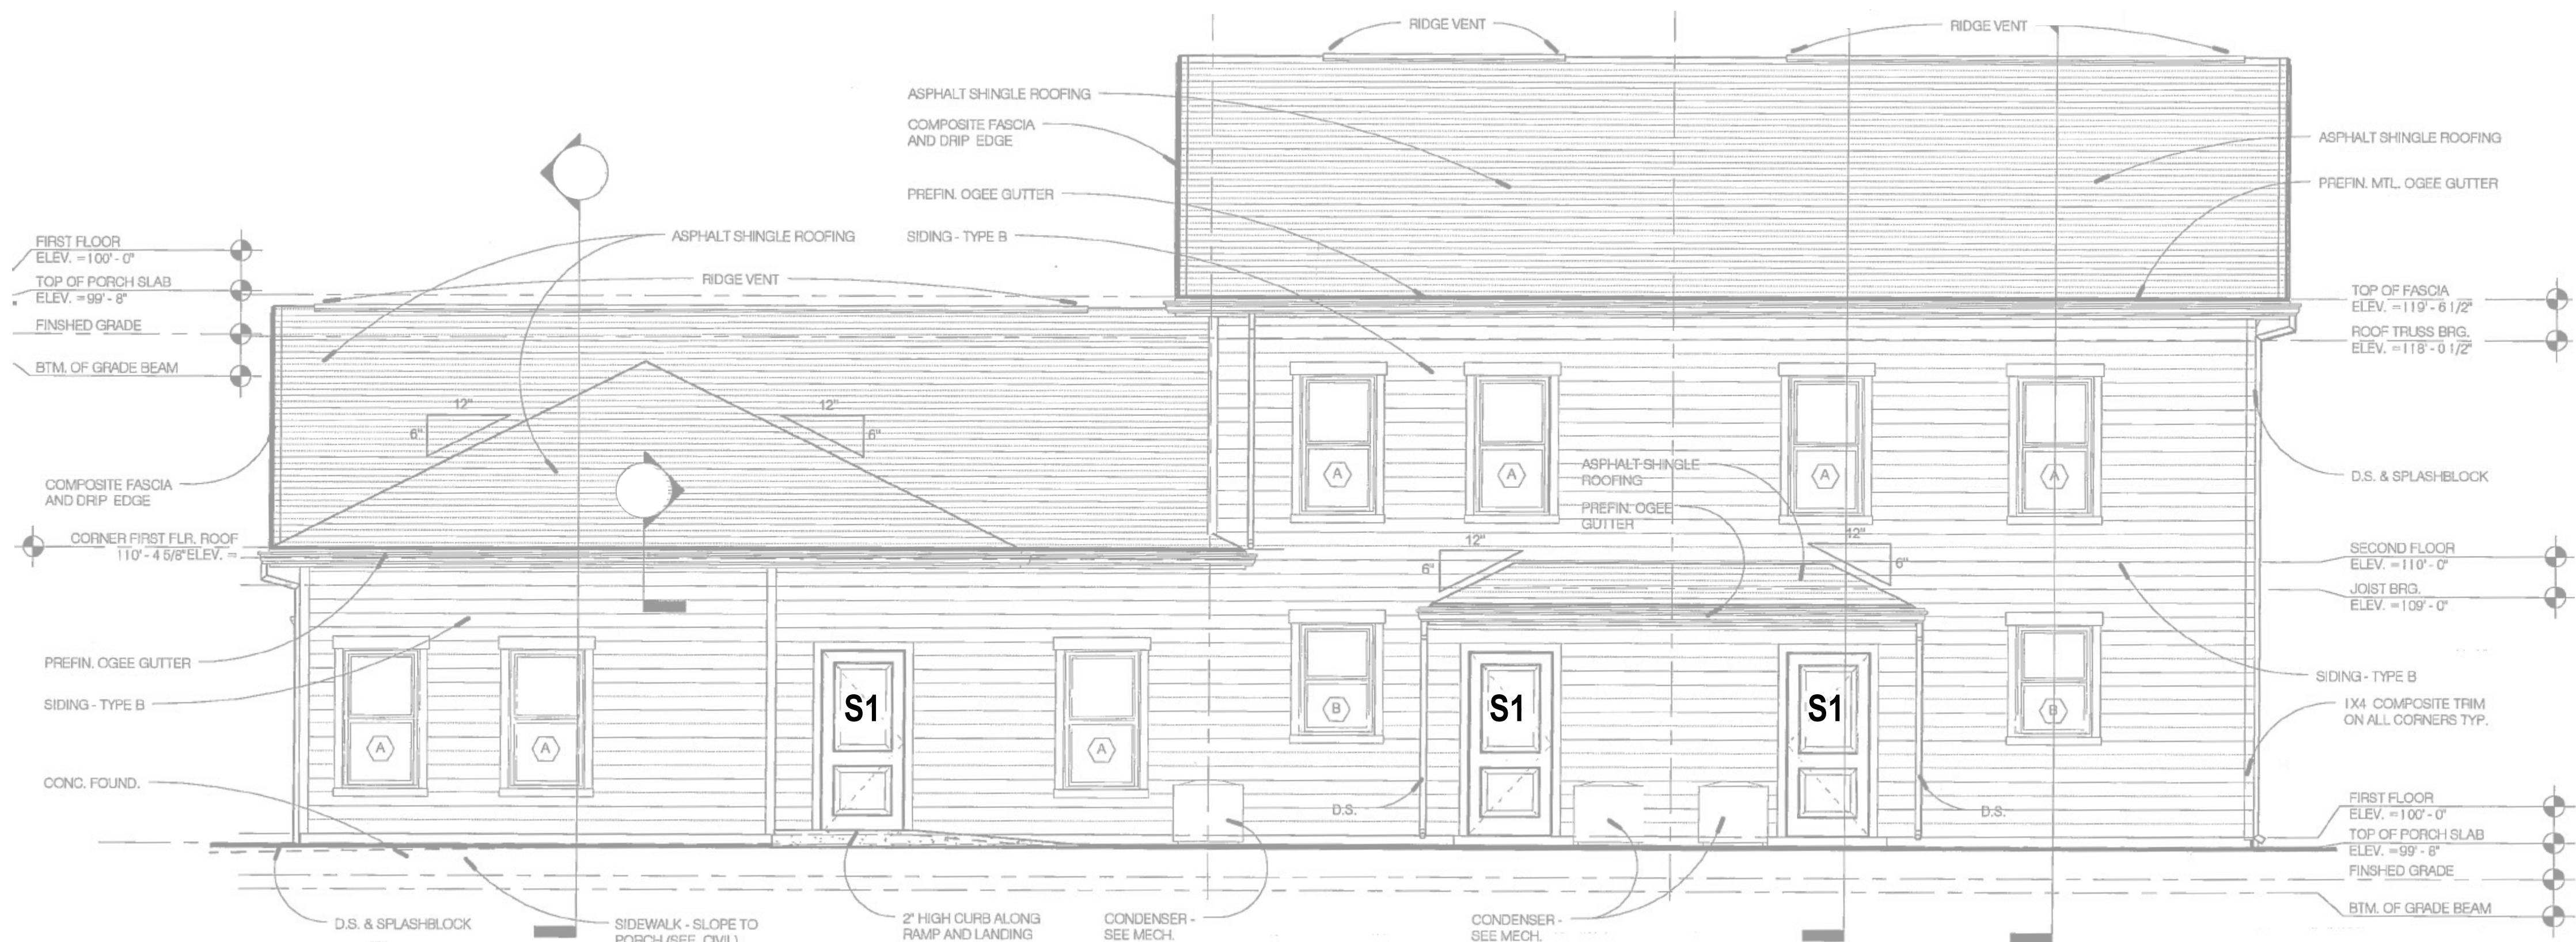 RIDGE VENT
RIDGE VENT
ASPHALT SHINGLE ROOFING
COMPOSITE FASCIA
AND DRIP EDGE
ASPHALT SHINGLE ROOFING
PREFIN. MTL. OGEE GUTTER
PREFIN. OGEE GUTTER
SIDING - TYPE B
ASPHALT SHINGLE ROOFING
FIRST FLOOR
ELEV. =100' - 0"
TOP OF PORCH SLAB
ELEV. =99' - 8"
FINSHED GRADE
BTM. OF GRADE BEAM
RIDGE VENT
TOP OF FASCIA
ELEV. =119' - 6 1/2"
ROOF TRUSS BRG.
ELEV. =118' - 0 1/2"
12"
6"
12"
6"
A
A
A
A
ASPHALT SHINGLE
ROOFING
PREFIN. OGEE
GUTTER
D.S. & SPLASHBLOCK
COMPOSITE FASCIA
AND DRIP EDGE
CORNER FIRST FLR. ROOF
110' - 4 5/8" ELEV. =
12"
6"
12"
6"
SECOND FLOOR
ELEV. =110' - 0"
JOIST BRG.
ELEV. =109' - 0"
PREFIN. OGEE GUTTER
SIDING - TYPE B
SIDING - TYPE B
1X4 COMPOSITE TRIM
ON ALL CORNERS TYP.
S1
S1
S1
A
A
A
B
B
CONC. FOUND.
D.S.
D.S.
FIRST FLOOR
ELEV. =100' - 0"
TOP OF PORCH SLAB
ELEV. =99' - 8"
FINSHED GRADE
BTM. OF GRADE BEAM
D.S. & SPLASHBLOCK
SIDEWALK - SLOPE TO
PORCH (SEE CIVIL)
2" HIGH CURB ALONG
RAMP AND LANDING
CONDENSER -
SEE MECH.
CONDENSER -
SEE MECH.